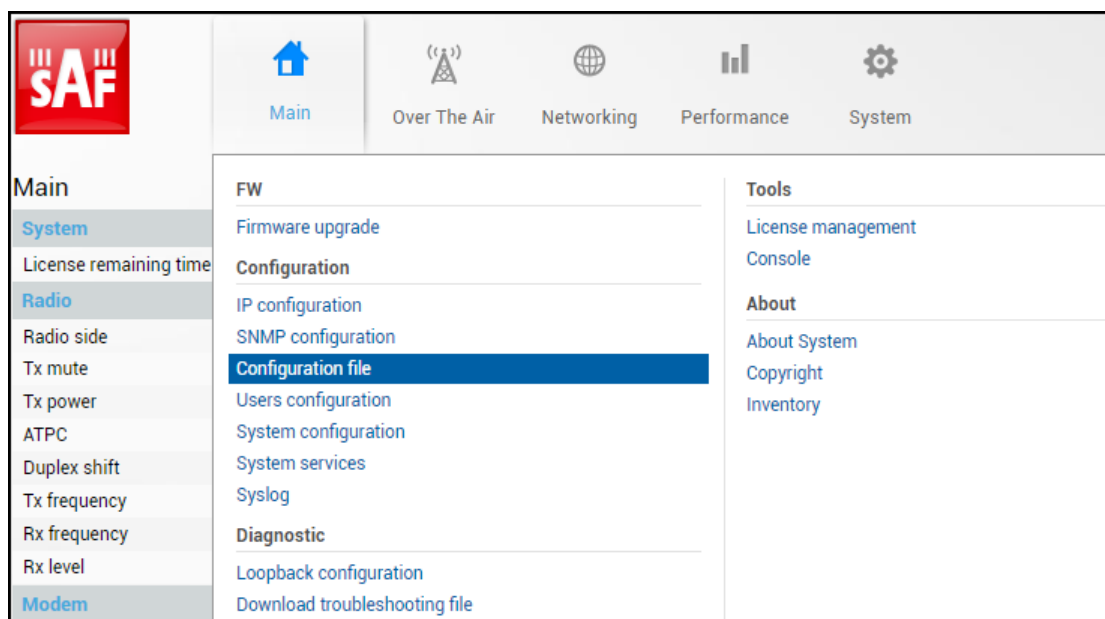 SAF
Main
Over The Air
Networking
Performance
System
Main
System
License remaining time
Radio
Radio side
Tx mute
Tx power
ATPC
Duplex shift
Tx frequency
Rx frequency
Rx level
Modem
FW
Firmware upgrade
Configuration
IP configuration
SNMP configuration
Configuration file
Users configuration
System configuration
System services
Syslog
Diagnostic
Loopback configuration
Download troubleshooting file
Tools
License management
Console
About
About System
Copyright
Inventory